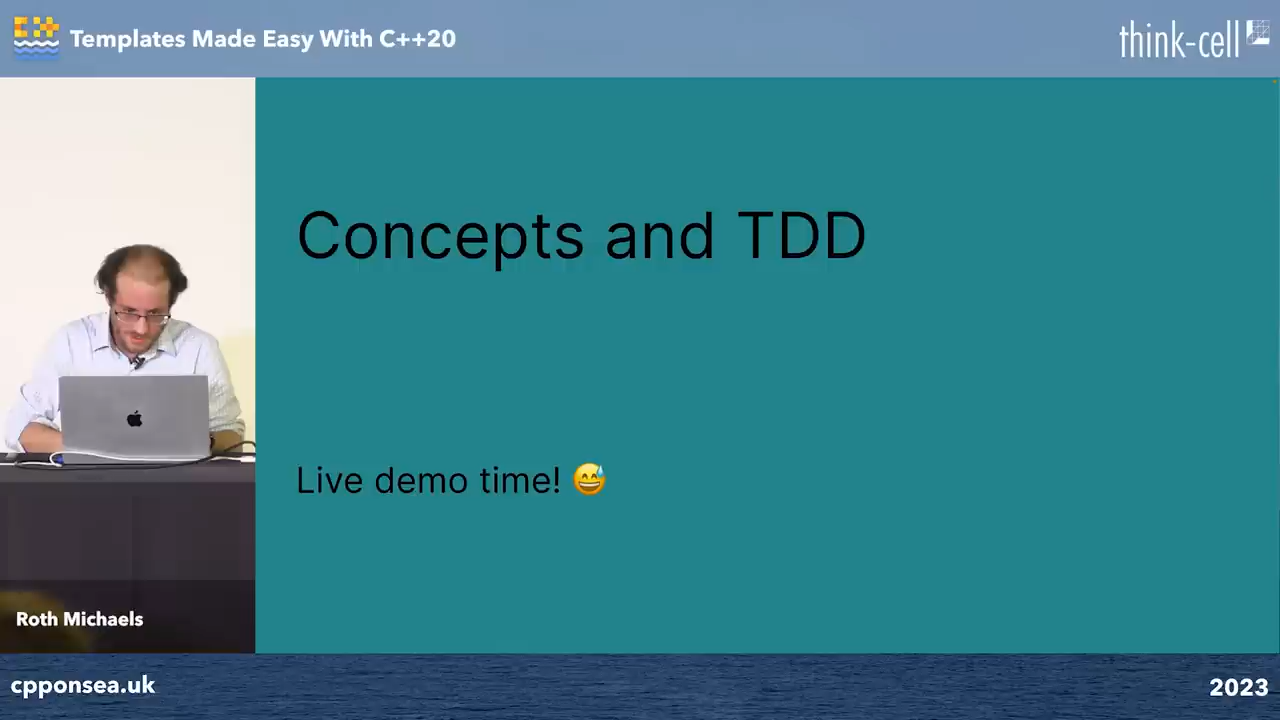 Templates Made Easy With C++20
think-cell
Concepts and TDD
Live demo time! 😅
Roth Michaels
cpponsea.uk
2023